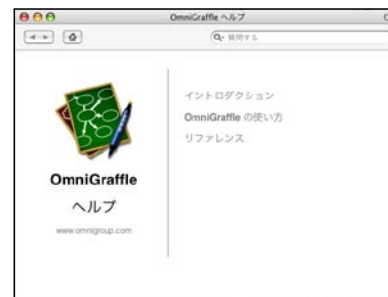 OmniGraffle ヘルプ
質問する
イントロダクション
OmniGraffle の使い方
リファレンス
OmniGraffle
ヘルプ
www.omnigroup.com